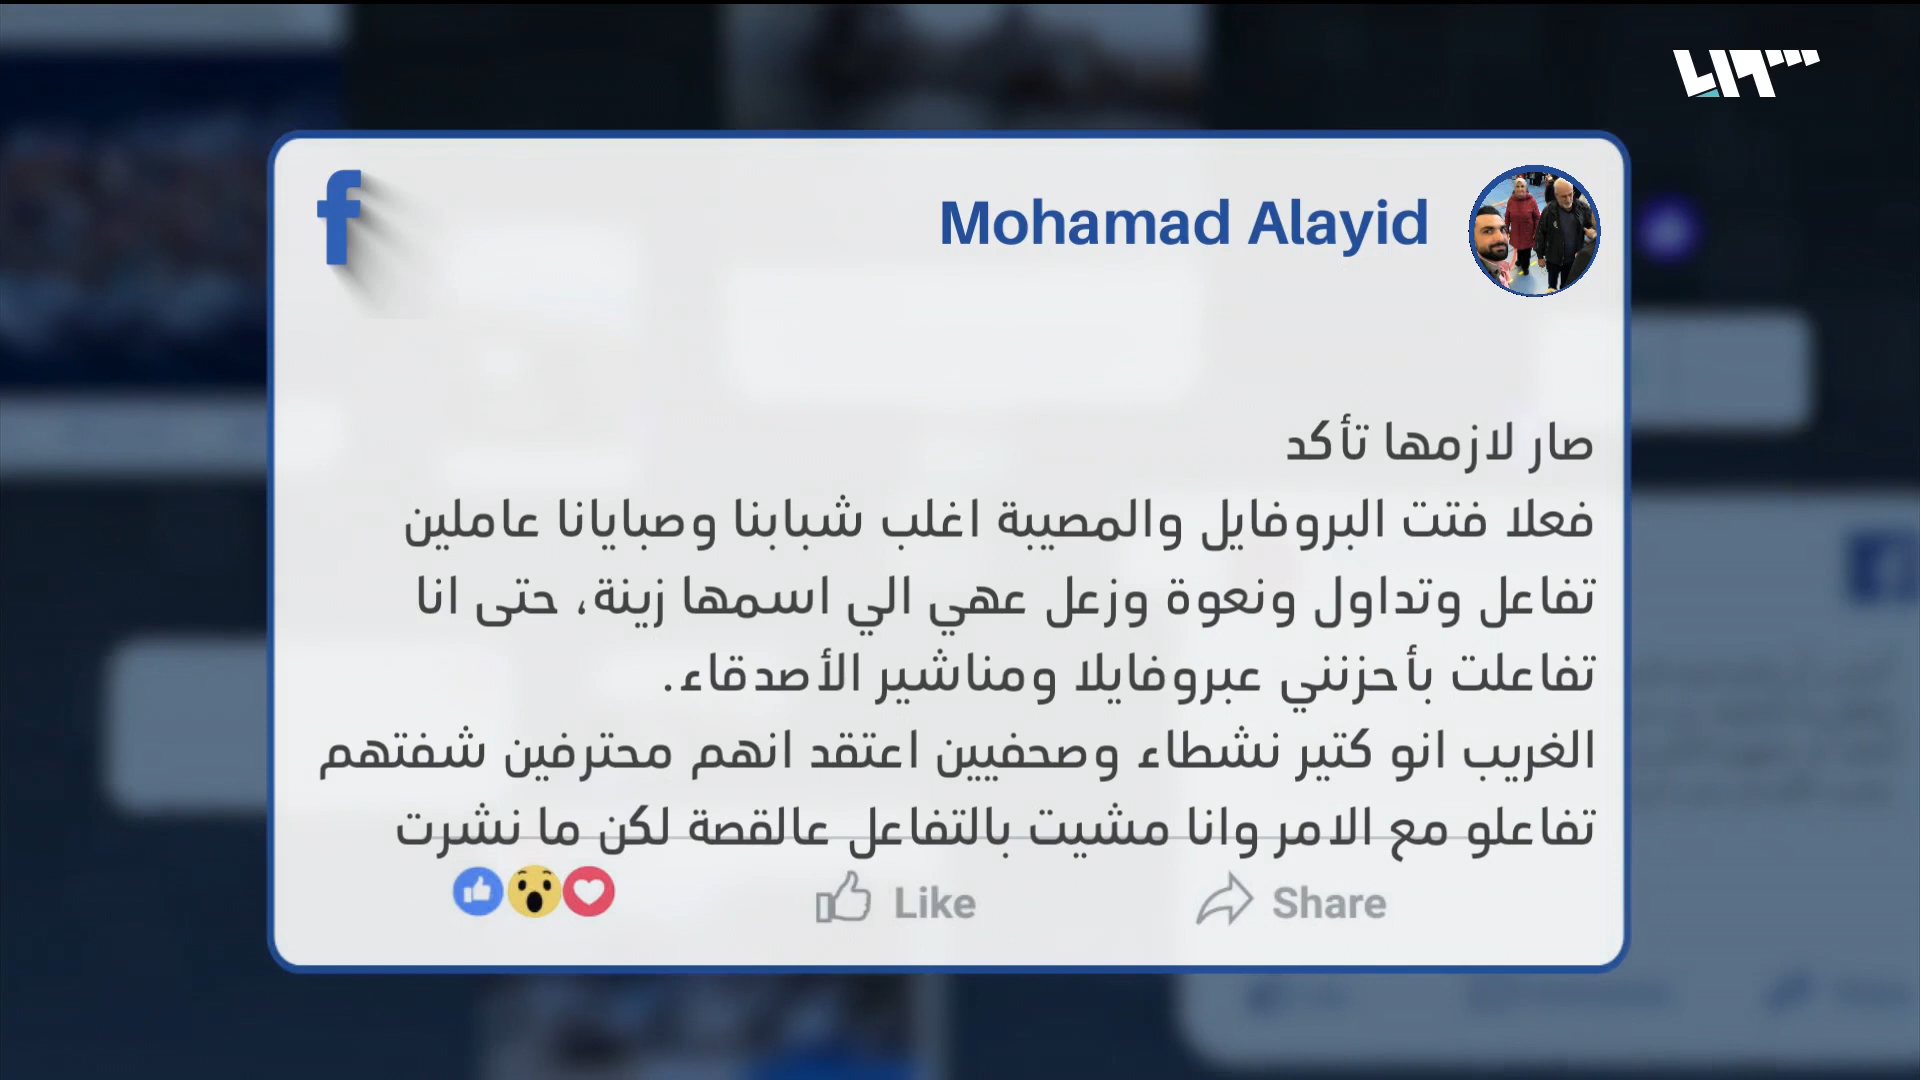 Mohamad Alayid
صار لازمها تأكد
فعلا فتت البروفايل والمصيبة اغلب شبابنا وصبايانا عاملين
تفاعل وتداول ونعوة وزعل عهي الي اسمها زينة، حتى انا
تفاعلت بأحزنني عبروفايلا ومناشير الأصدقاء.
الغريب انو كتير نشطاء وصحفيين اعتقد انهم محترفين شفتهم
تفاعلو مع الامر وانا مشيت بالتفاعل عالقصة لكن ما نشرت
Like
Share